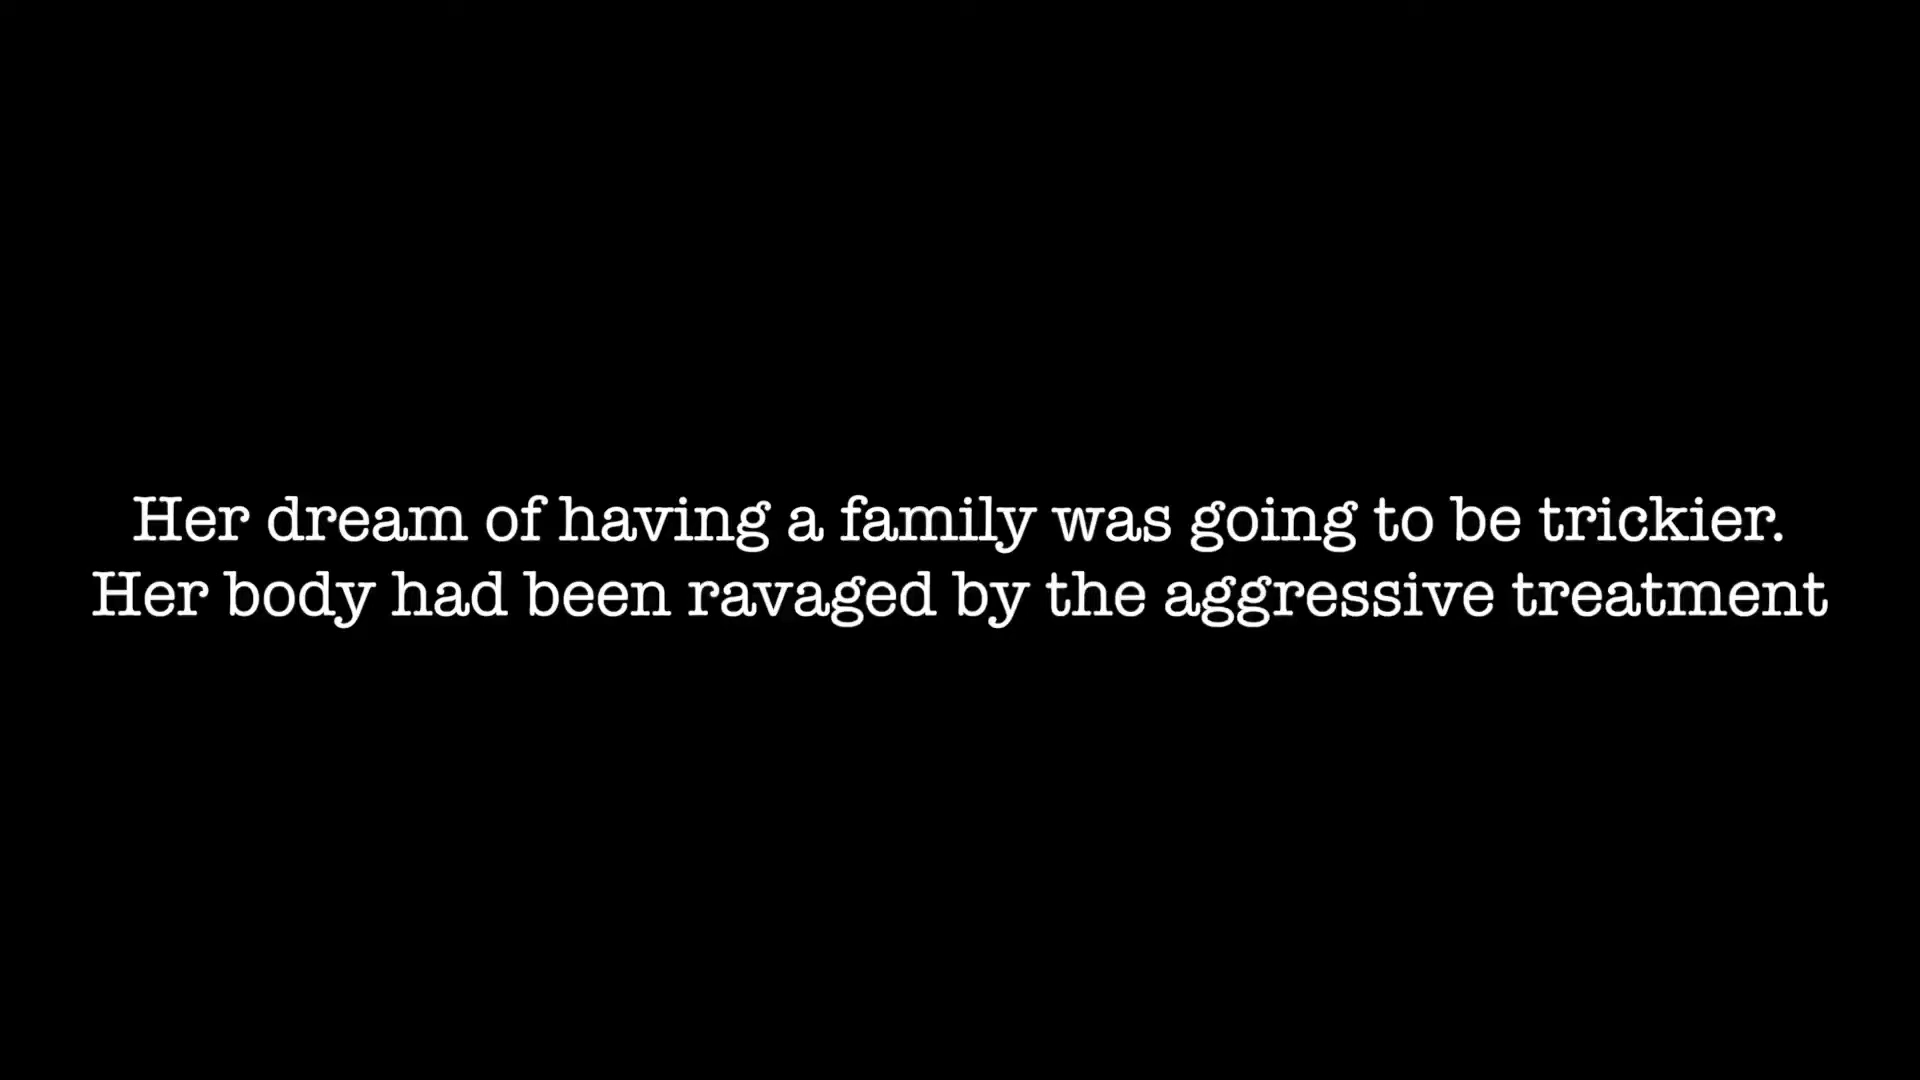 Her dream of having a family was going to be trickier.
Her body had been ravaged by the aggressive treatment